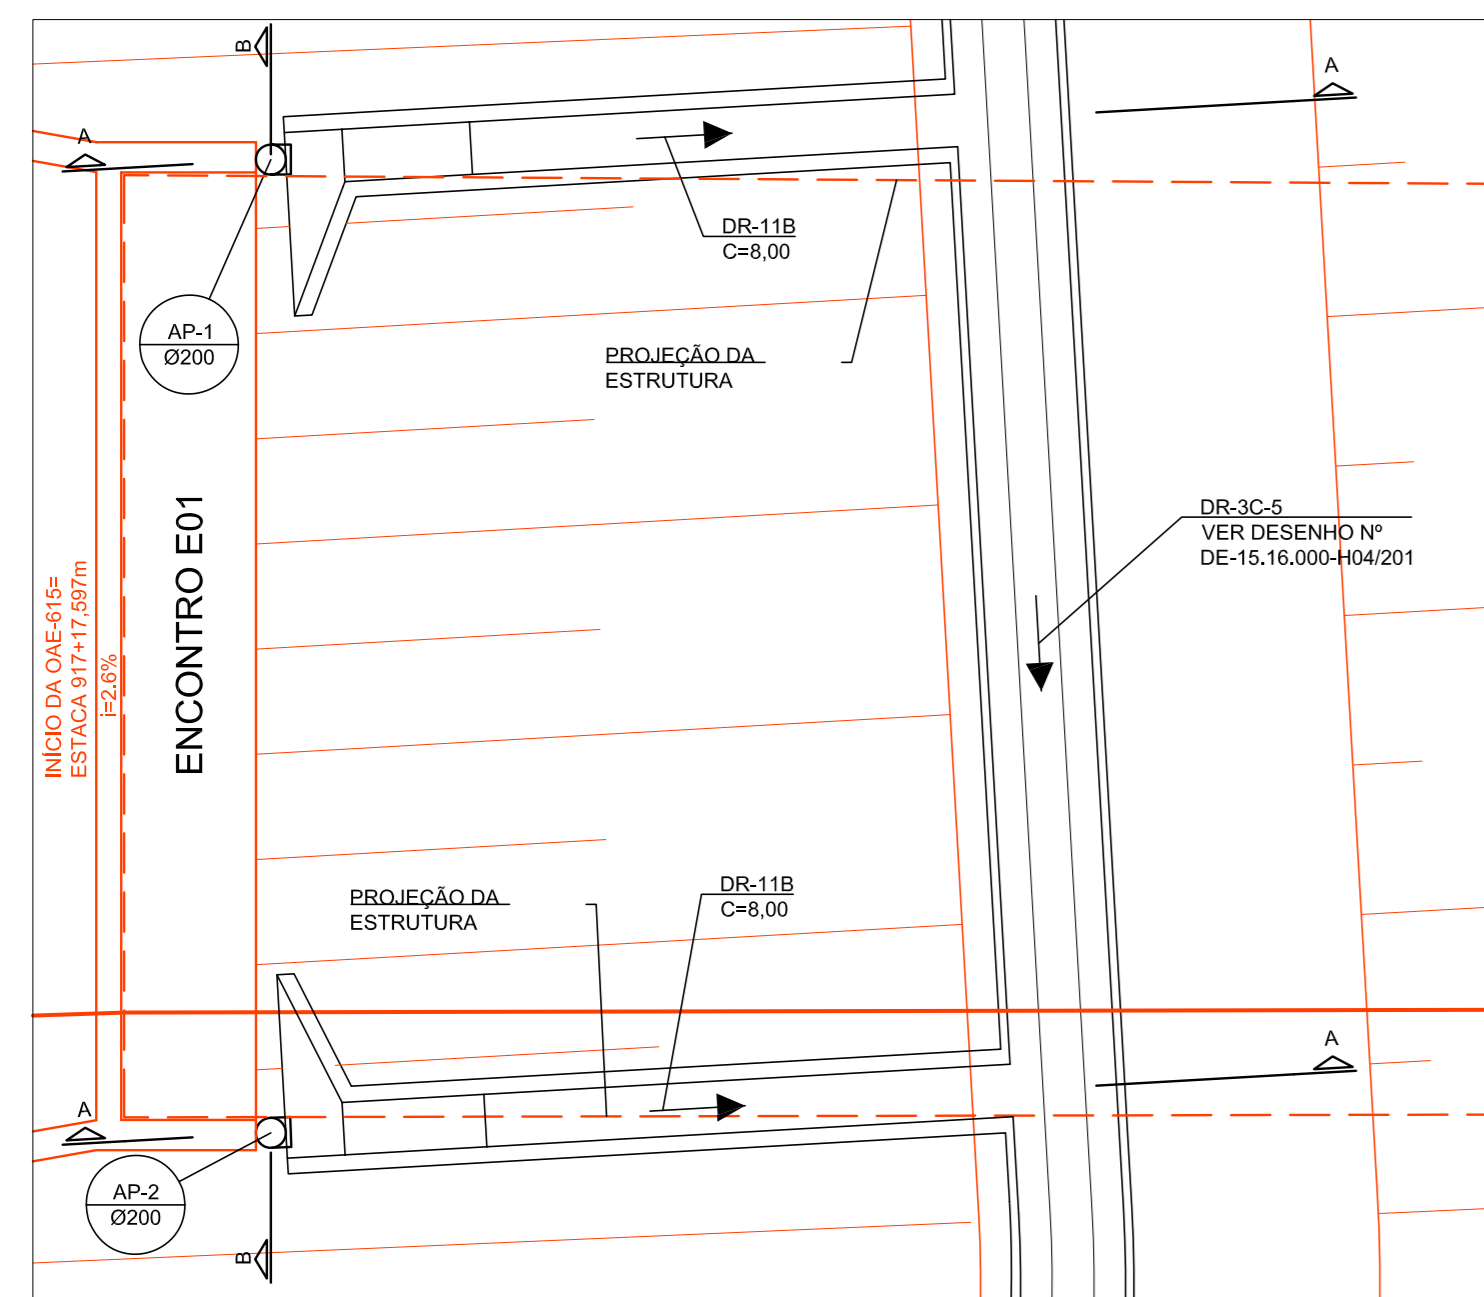 B
A
A
DR-11B
C=8,00
AP-1
Ø200
PROJEÇÃO DA
ESTRUTURA
ENCONTRO E01
INÍCIO DA OAE-615=
ESTACA 917+17,597m
i=2.6%
DR-3C-5
VER DESENHO Nº
DE-15.16.000-H04/201
PROJEÇÃO DA
ESTRUTURA
DR-11B
C=8,00
A
A
AP-2
Ø200
B